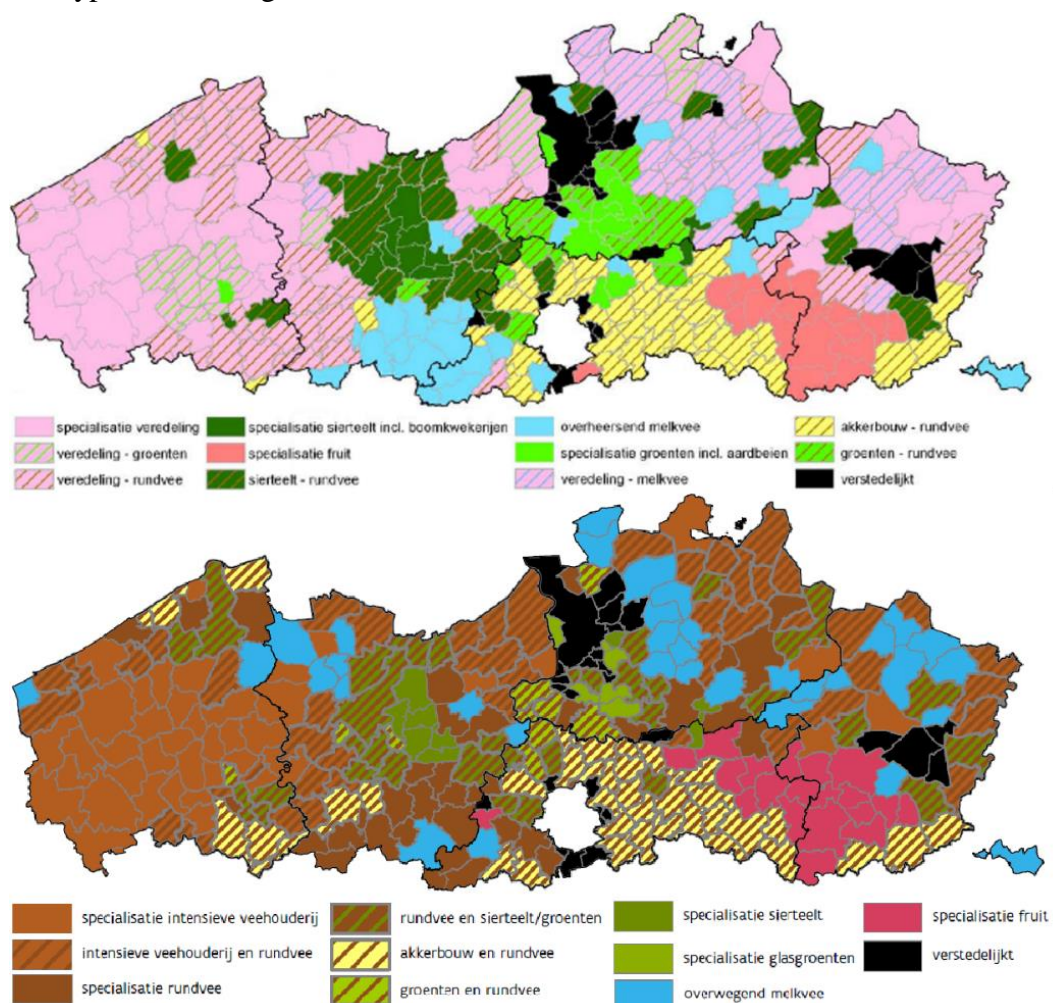 specialisatie veredeling
specialisatie sierteelt incl. boomkwekerijen
overheersend melkvee
akkerbouw - rundvee
veredeling - groenten
specialisatie fruit
specialisatie groenten incl. aardbeien
groenten - rundvee
veredeling - rundvee
sierteelt - rundvee
veredeling - melkvee
verstedelijkt
specialisatie intensieve veehouderij
rundvee en sierteelt/groenten
specialisatie sierteelt
specialisatie fruit
intensieve veehouderij en rundvee
akkerbouw en rundvee
specialisatie glasgroenten
verstedelijkt
specialisatie rundvee
groenten en rundvee
overwegend melkvee